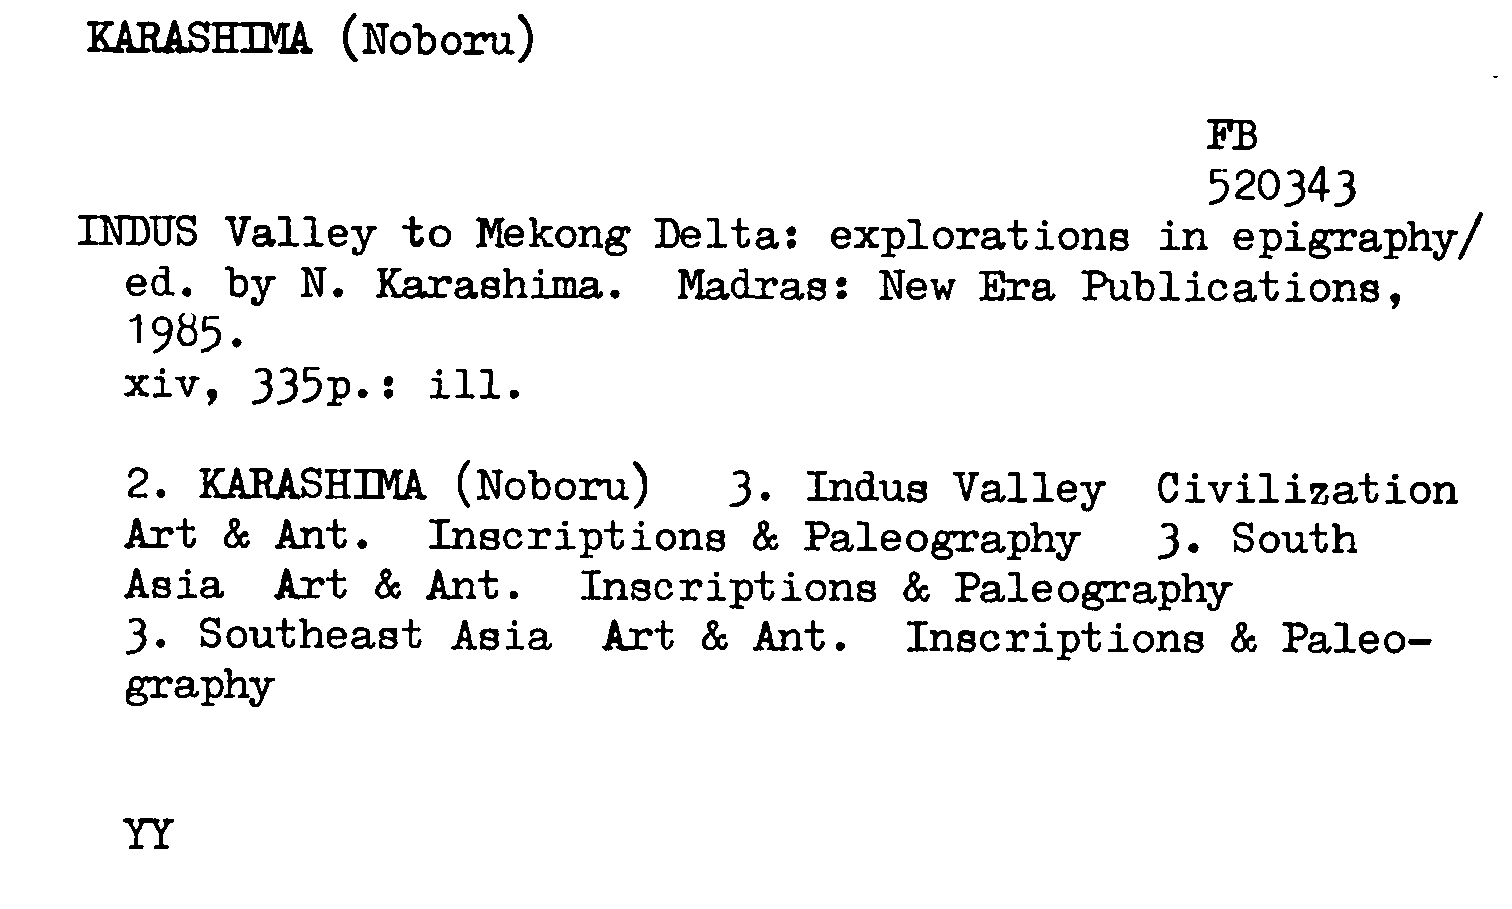 KARASHIMA (Noboru)
FB
520343
INDUS Valley to Mekong Delta: explorations in epigraphy/
ed. by N. Karashima. Madras: New Era Publications,
1985.
xiv, 335p.: ill.
2. KARASHIMA (Noboru) 3. Indus Valley Civilization
Art & Ant. Inscriptions & Paleography 3. South
Asia Art & Ant. Inscriptions & Paleography
3. Southeast Asia Art & Ant. Inscriptions & Paleo-
graphy
YY